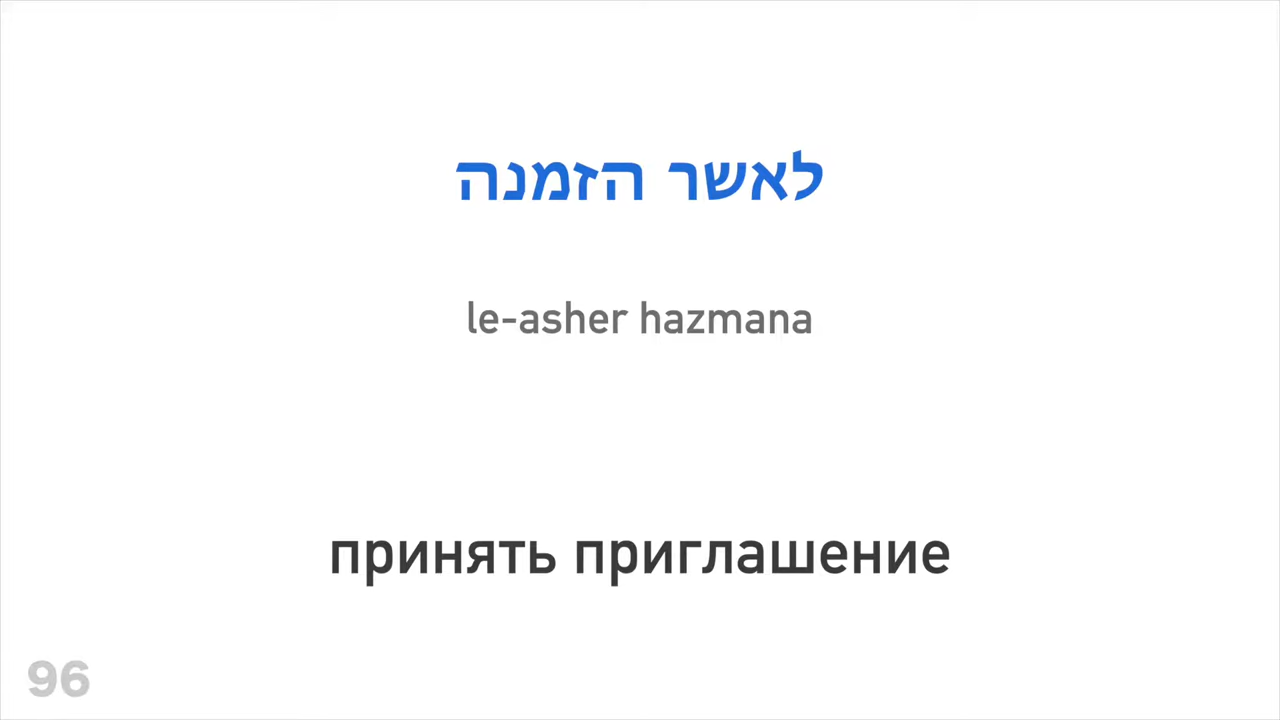 לאשר הזמנה
le-asher hazmana
принять приглашение
96